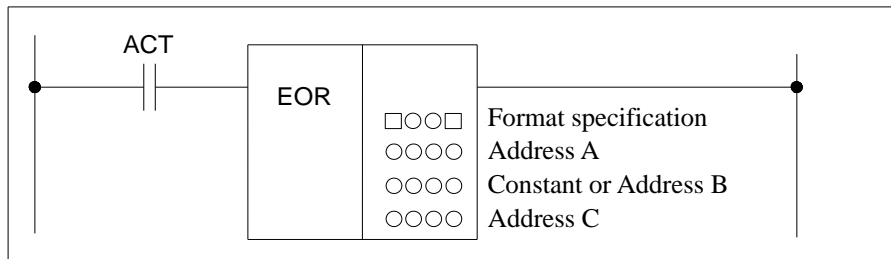 ACT
EOR
□○○□ Format specification
○○○○ Address A
○○○○ Constant or Address B
○○○○ Address C